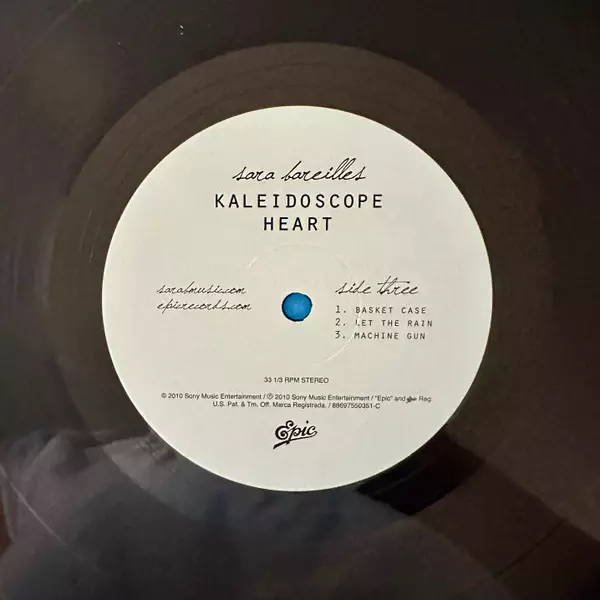 sara bareilles
KALEIDOSCOPE
HEART
sarabmusic.com
epicrecords.com
side three
1. BASKET CASE
2. LET THE RAIN
3. MACHINE GUN
33 1/3 RPM STEREO
© 2010 Sony Music Entertainment / ℗ 2010 Sony Music Entertainment / "Epic" and Epic Reg.
U.S. Pat. & Tm. Off. Marca Registrada. / 88697550351-C
Epic